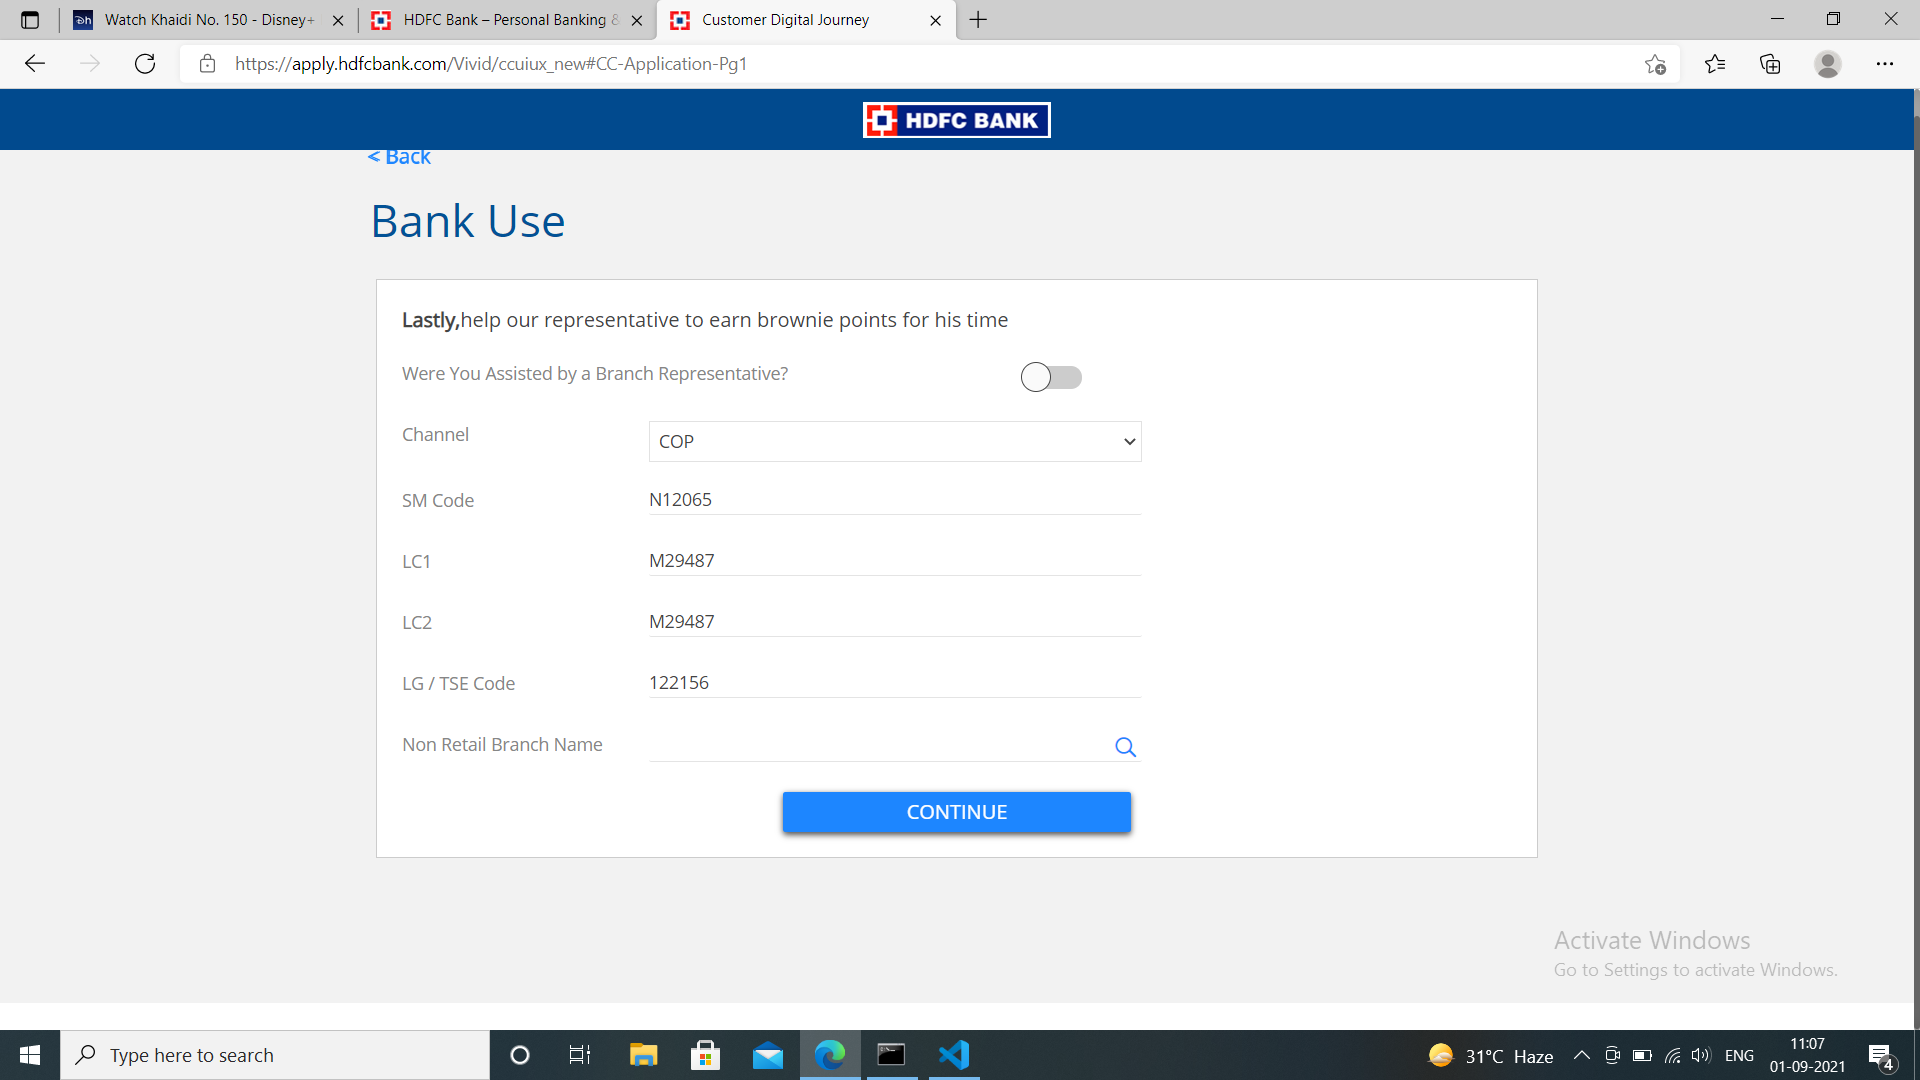 Watch Khaidi No. 150 - Disney+
HDFC Bank – Personal Banking &
Customer Digital Journey
https://apply.hdfcbank.com/Vivid/ccuiux_new#CC-Application-Pg1
HDFC BANK
< Back
Bank Use
Lastly,help our representative to earn brownie points for his time
Were You Assisted by a Branch Representative?
Channel COP
SM Code N12065
LC1 M29487
LC2 M29487
LG / TSE Code 122156
Non Retail Branch Name
CONTINUE
Activate Windows
Go to Settings to activate Windows.
Type here to search
31°C Haze
ENG
11:07
01-09-2021
4